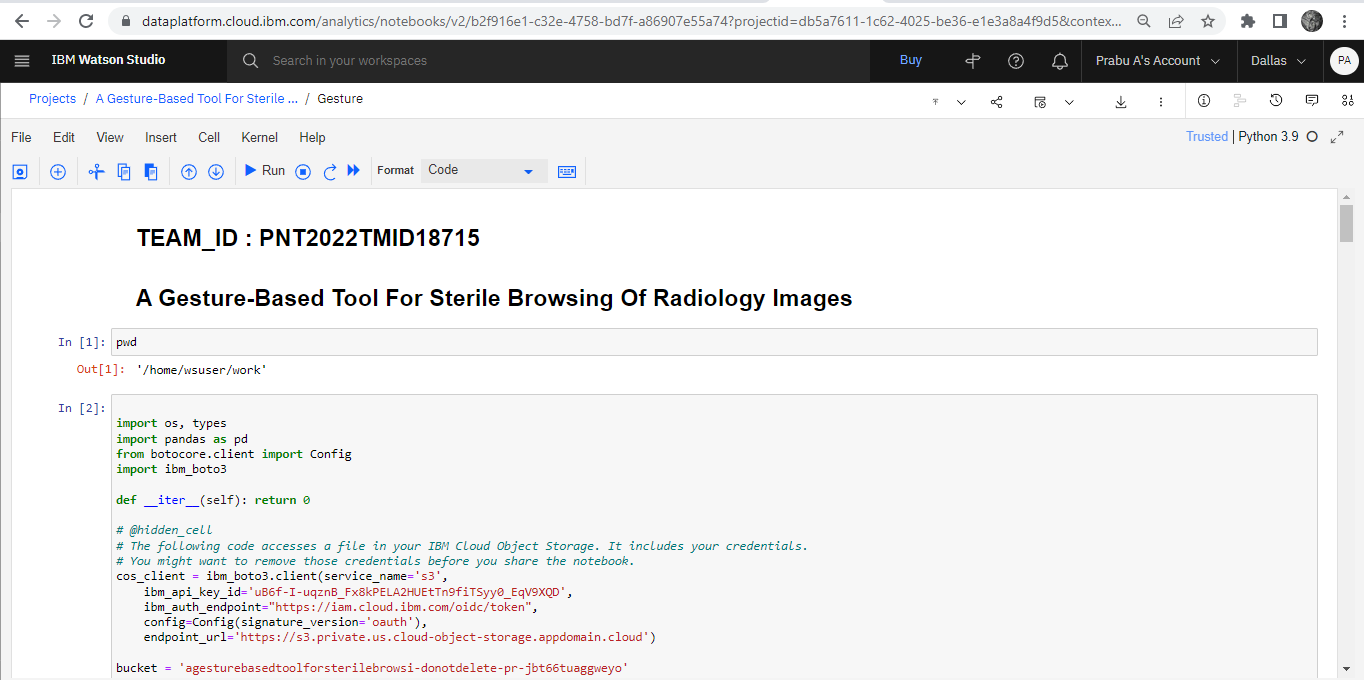 dataplatform.cloud.ibm.com/analytics/notebooks/v2/b2f916e1-c32e-4758-bd7f-a86907e55a74?projectid=db5a7611-1c62-4025-be36-e1e3a8a4f9d5&contex...
IBM Watson Studio
Search in your workspaces
Buy
Prabu A's Account
Dallas
PA
Projects / A Gesture-Based Tool For Sterile ... / Gesture
File Edit View Insert Cell Kernel Help
Trusted | Python 3.9
Run
Format
Code
TEAM_ID : PNT2022TMID18715
A Gesture-Based Tool For Sterile Browsing Of Radiology Images
In [1]: pwd
Out[1]: '/home/wsuser/work'
In [2]:
import os, types
import pandas as pd
from botocore.client import Config
import ibm_boto3
def __iter__(self): return 0
# @hidden_cell
# The following code accesses a file in your IBM Cloud Object Storage. It includes your credentials.
# You might want to remove those credentials before you share the notebook.
cos_client = ibm_boto3.client(service_name='s3',
ibm_api_key_id='uB6f-I-uqznB_Fx8kPELA2HUEtTn9fiTSyy0_EqV9XQD',
ibm_auth_endpoint="https://iam.cloud.ibm.com/oidc/token",
config=Config(signature_version='oauth'),
endpoint_url='https://s3.private.us.cloud-object-storage.appdomain.cloud')
bucket = 'agesturebasedtoolforsterilebrowsi-donotdelete-pr-jbt66tuaggweyo'